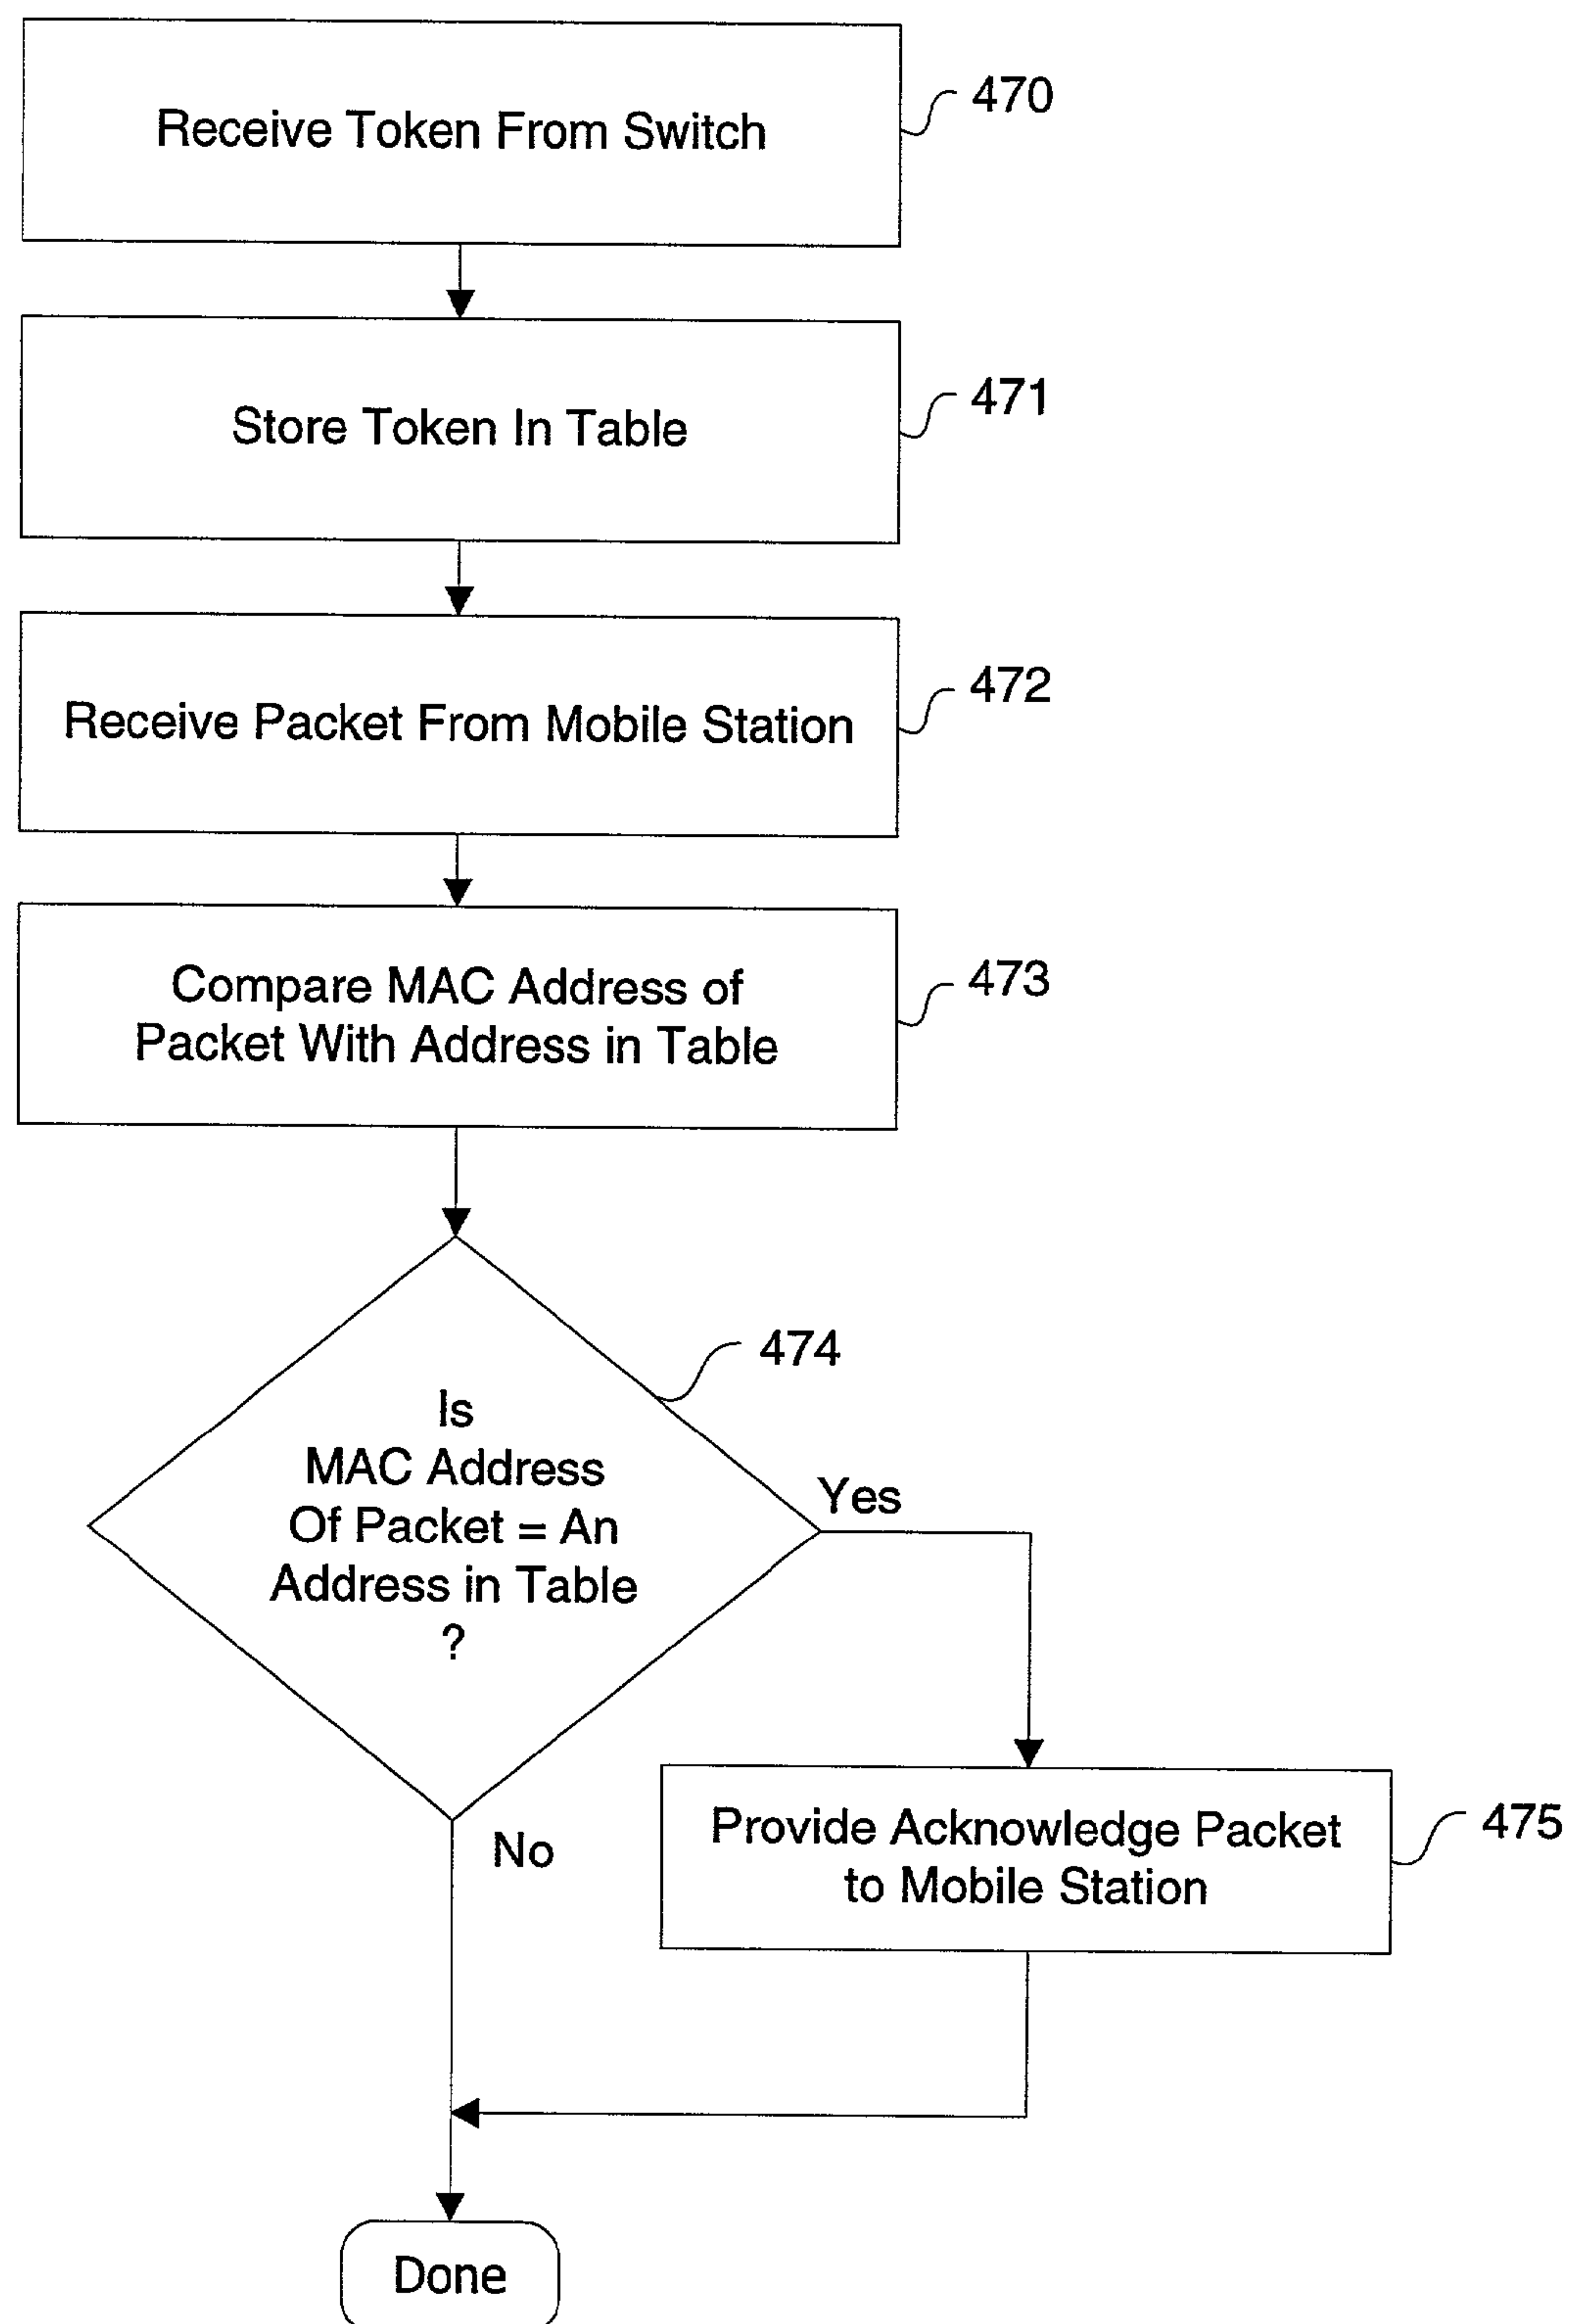 Receive Token From Switch
470
Store Token In Table
471
Receive Packet From Mobile Station
472
Compare MAC Address of
Packet With Address in Table
473
474
Is
MAC Address
Of Packet = An
Address in Table
?
Yes
No
Provide Acknowledge Packet
to Mobile Station
475
Done